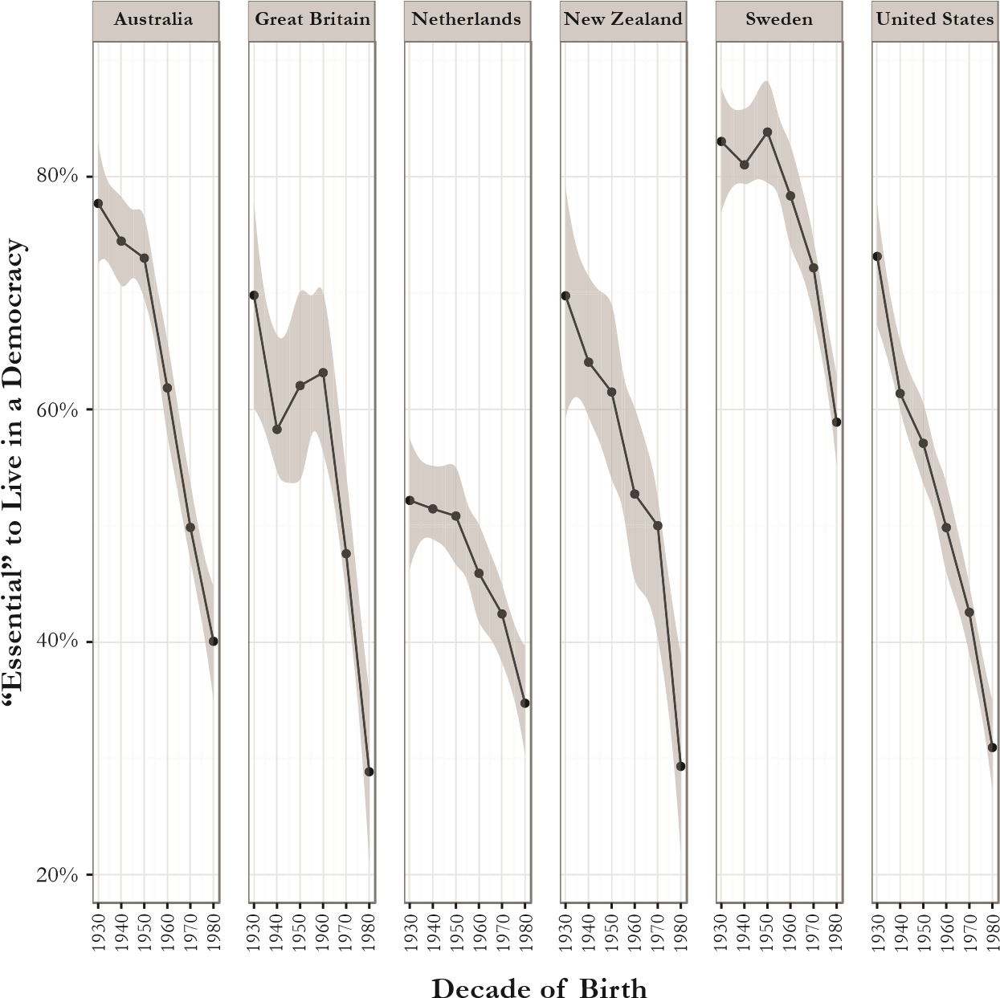 Australia Great Britain Netherlands New Zealand Sweden United States
“Essential” to Live in a Democracy
80%
60%
40%
20%
1930 1940 1950 1960 1970 1980 1930 1940 1950 1960 1970 1980 1930 1940 1950 1960 1970 1980 1930 1940 1950 1960 1970 1980 1930 1940 1950 1960 1970 1980 1930 1940 1950 1960 1970 1980
Decade of Birth